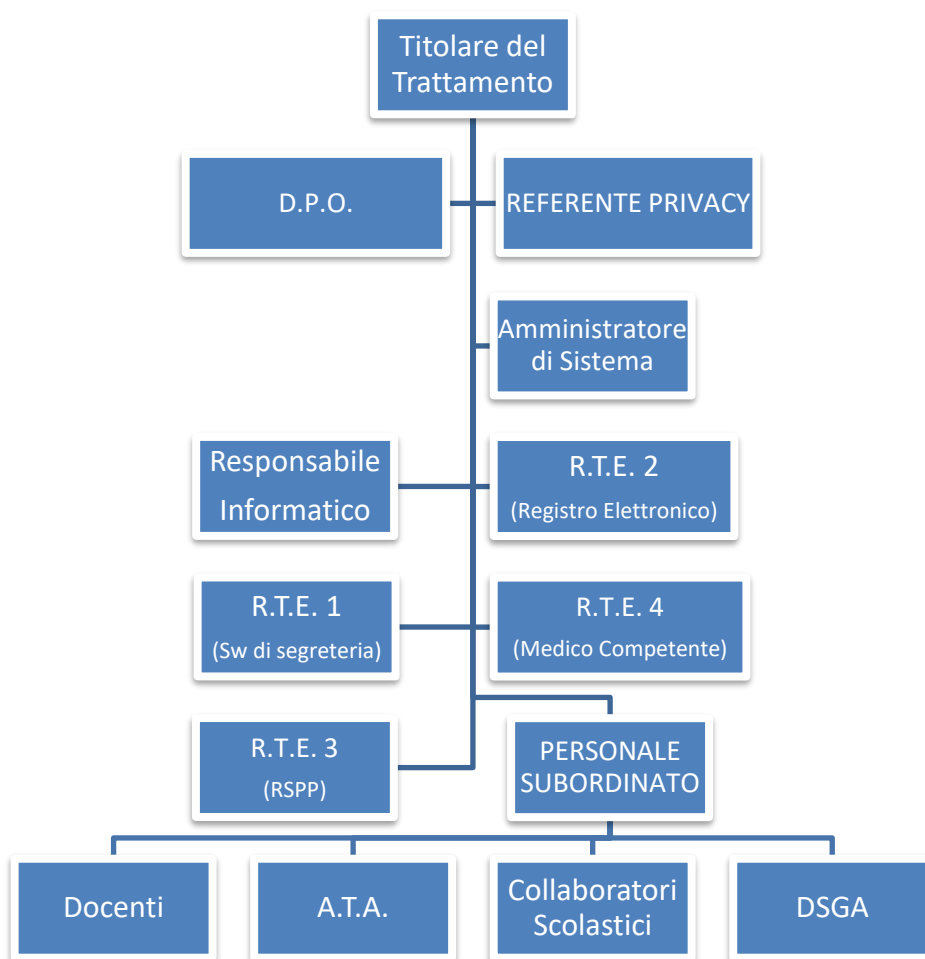 Titolare del
Trattamento
D.P.O.
REFERENTE PRIVACY
Amministratore
di Sistema
Responsabile
Informatico
R.T.E. 2
(Registro Elettronico)
R.T.E. 1
(Sw di segreteria)
R.T.E. 4
(Medico Competente)
R.T.E. 3
(RSPP)
PERSONALE
SUBORDINATO
Docenti
A.T.A.
Collaboratori
Scolastici
DSGA